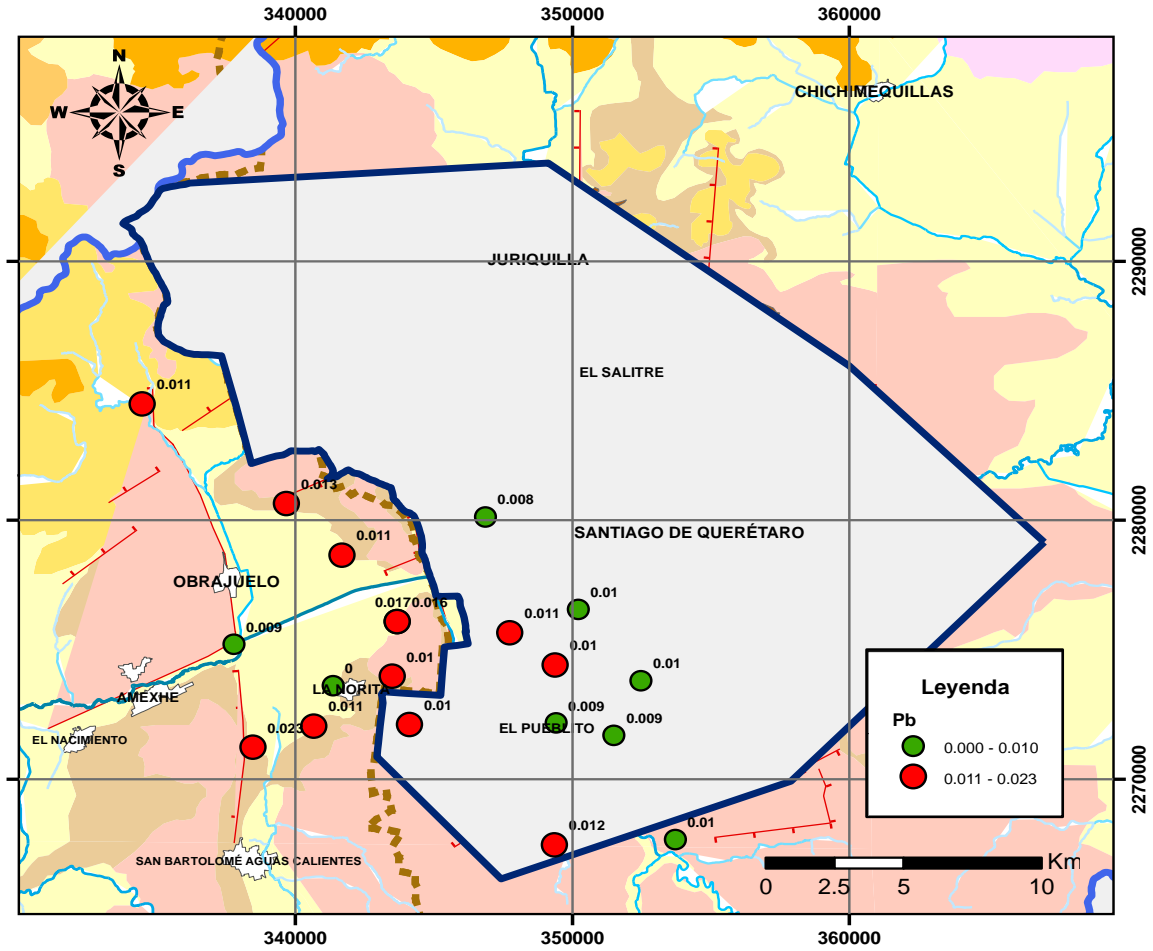 340000
350000
360000
N
W
E
S
CHICHIMEQUILLAS
JURIQUILLA
2290000
EL SALITRE
0.011
0.013
0.008
2280000
SANTIAGO DE QUERÉTARO
0.011
OBRAJUELO
0.01
0.0170.016
0.011
0.009
0.01
0.01
0.01
0
LA NORITA
AMEXHE
0.011
0.01
0.009
EL PUEBLITO
0.009
0.023
EL NACIMIENTO
Leyenda
Pb
0.000 - 0.010
0.011 - 0.023
2270000
0.012
0.01
SAN BARTOLOMÉ AGUAS CALIENTES
Km
0
2.5
5
10
340000
350000
360000